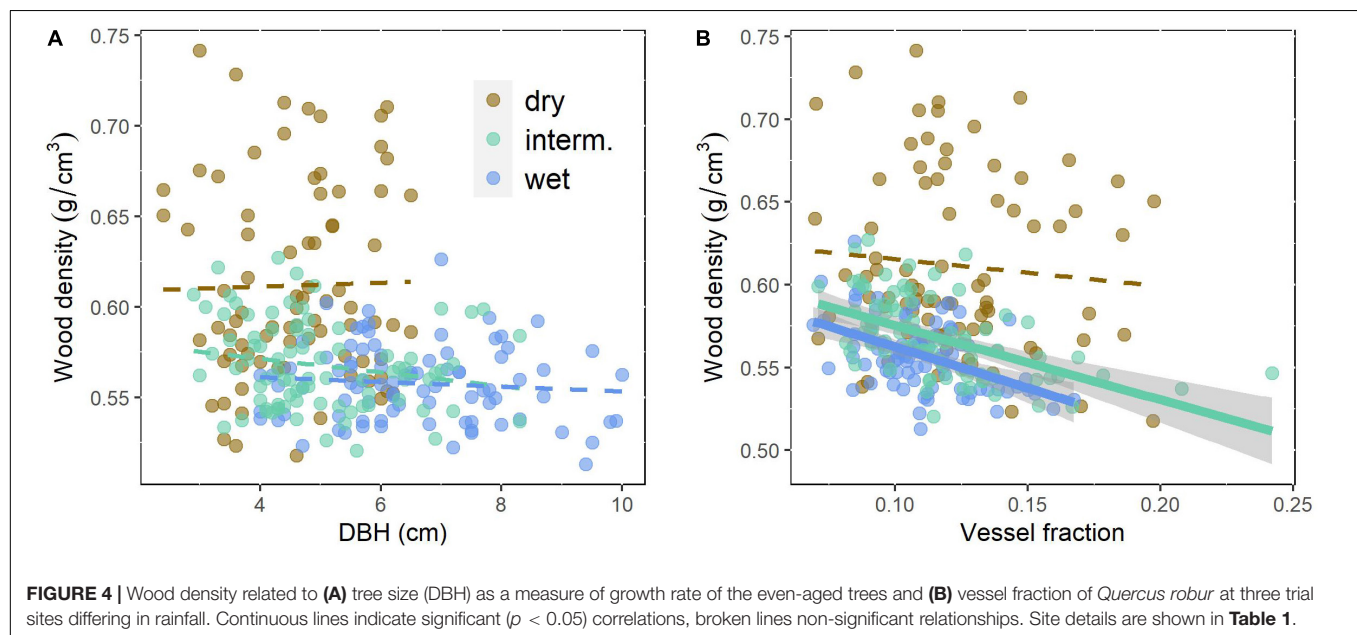 A
B
0.75
0.70
0.65
0.60
0.55
Wood density (g/cm³)
4
6
8
10
DBH (cm)
dry
interm.
wet
0.75
0.70
0.65
0.60
0.55
0.50
Wood density (g/cm³)
0.10
0.15
0.20
0.25
Vessel fraction
FIGURE 4 | Wood density related to (A) tree size (DBH) as a measure of growth rate of the even-aged trees and (B) vessel fraction of Quercus robur at three trial
sites differing in rainfall. Continuous lines indicate significant (p < 0.05) correlations, broken lines non-significant relationships. Site details are shown in Table 1.